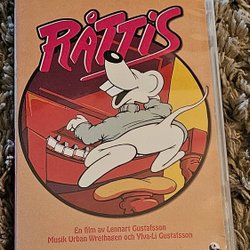 RÅTTIS
En film av Lennart Gustafsson
Musik Urban Wrethagen och Ylva-Li Gustafsson